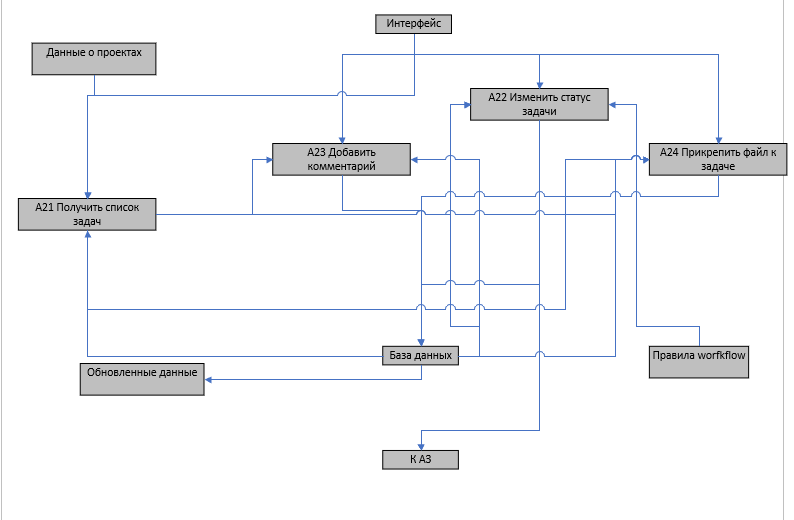 Интерфейс
Данные о проектах
А22 Изменить статус
задачи
А23 Добавить
комментарий
А24 Прикрепить файл к
задаче
А21 Получить список
задач
База данных
Правила worfkflow
Обновленные данные
К А3